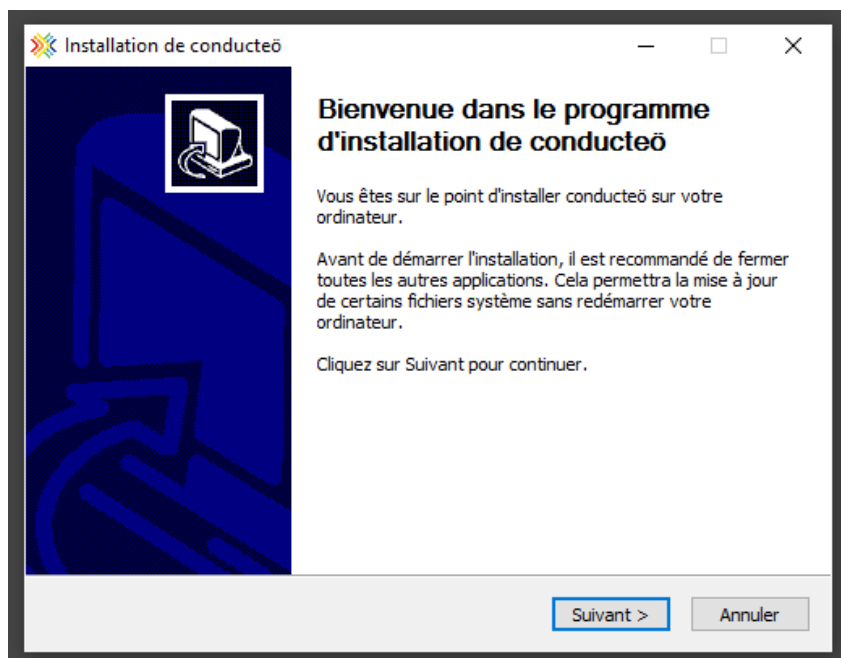 Installation de conducteö
Bienvenue dans le programme
d'installation de conducteö
Vous êtes sur le point d'installer conducteö sur votre
ordinateur.
Avant de démarrer l'installation, il est recommandé de fermer
toutes les autres applications. Cela permettra la mise à jour
de certains fichiers système sans redémarrer votre
ordinateur.
Cliquez sur Suivant pour continuer.
Suivant >
Annuler